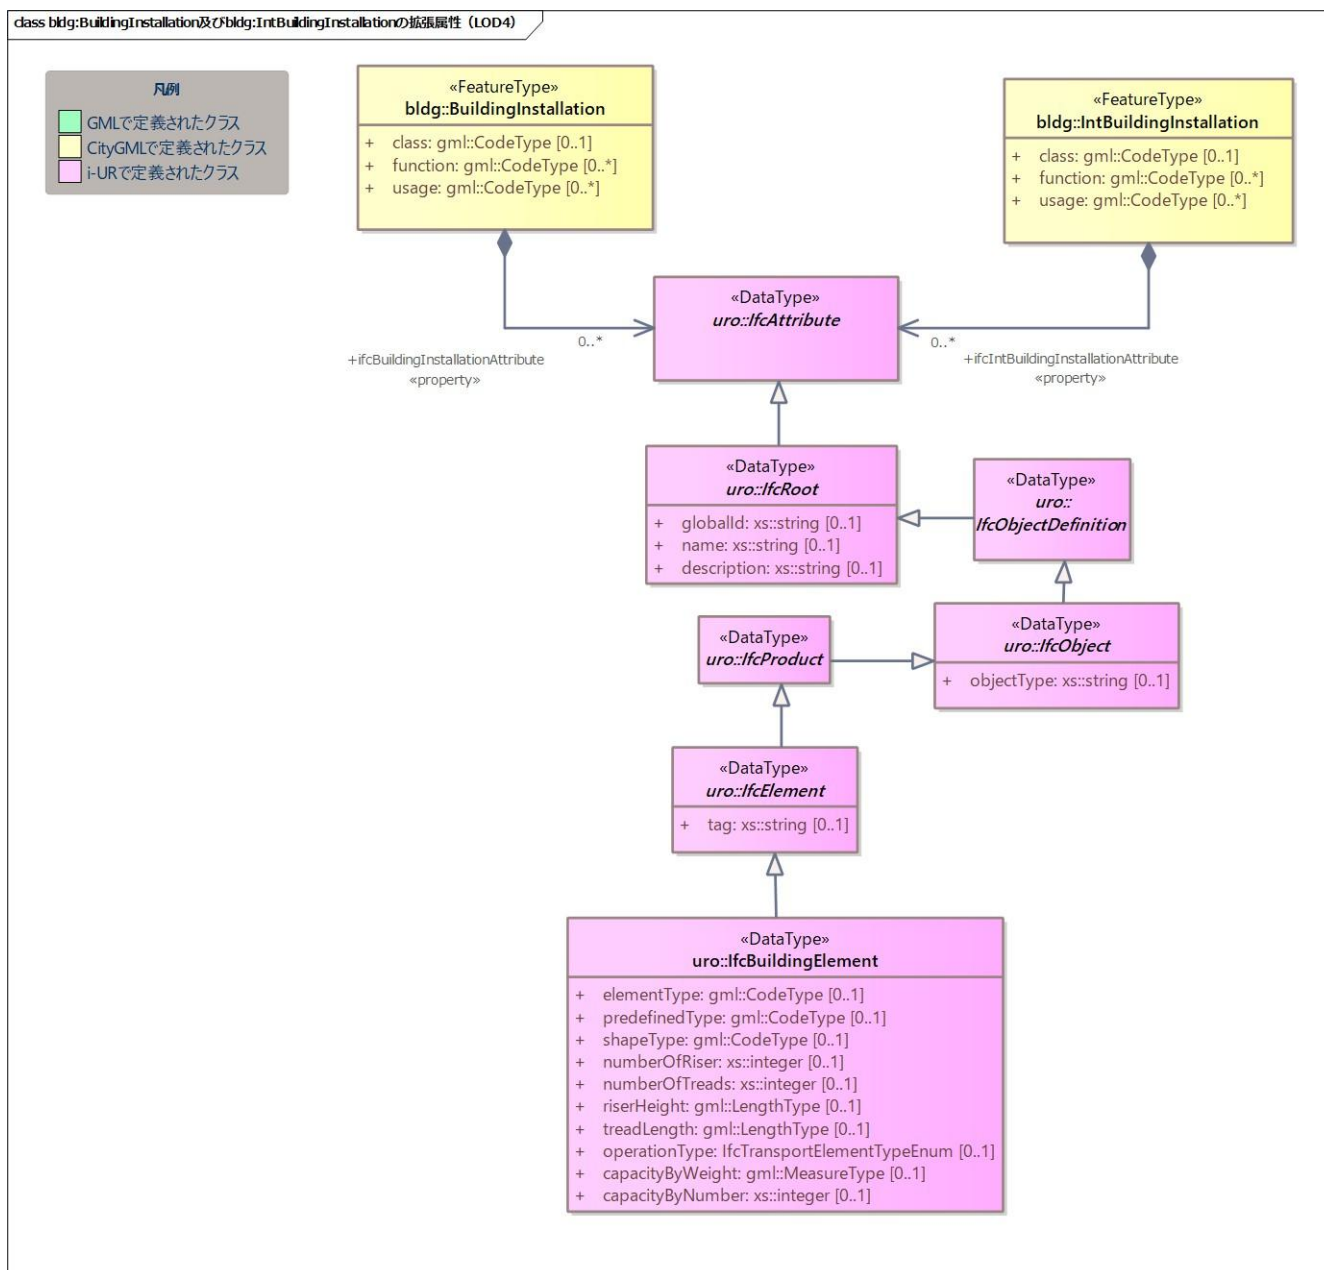 class bldg:BuildingInstallation及びbldg:IntBuildingInstallationの拡張属性（LOD4）
凡例
GMLで定義されたクラス
CityGMLで定義されたクラス
i-URで定義されたクラス
«FeatureType»
bldg::BuildingInstallation
+ class: gml::CodeType [0..1]
+ function: gml::CodeType [0..*]
+ usage: gml::CodeType [0..*]
«FeatureType»
bldg::IntBuildingInstallation
+ class: gml::CodeType [0..1]
+ function: gml::CodeType [0..*]
+ usage: gml::CodeType [0..*]
«DataType»
uro::IfcAttribute
0..*
+ifcBuildingInstallationAttribute
«property»
0..*
+ifcIntBuildingInstallationAttribute
«property»
«DataType»
uro::IfcRoot
+ globalId: xs::string [0..1]
+ name: xs::string [0..1]
+ description: xs::string [0..1]
«DataType»
uro::
IfcObjectDefinition
«DataType»
uro::IfcProduct
«DataType»
uro::IfcObject
+ objectType: xs::string [0..1]
«DataType»
uro::IfcElement
+ tag: xs::string [0..1]
«DataType»
uro::IfcBuildingElement
+ elementType: gml::CodeType [0..1]
+ predefinedType: gml::CodeType [0..1]
+ shapeType: gml::CodeType [0..1]
+ numberOfRiser: xs::integer [0..1]
+ numberOfTreads: xs::integer [0..1]
+ riserHeight: gml::LengthType [0..1]
+ treadLength: gml::LengthType [0..1]
+ operationType: IfcTransportElementTypeEnum [0..1]
+ capacityByWeight: gml::MeasureType [0..1]
+ capacityByNumber: xs::integer [0..1]